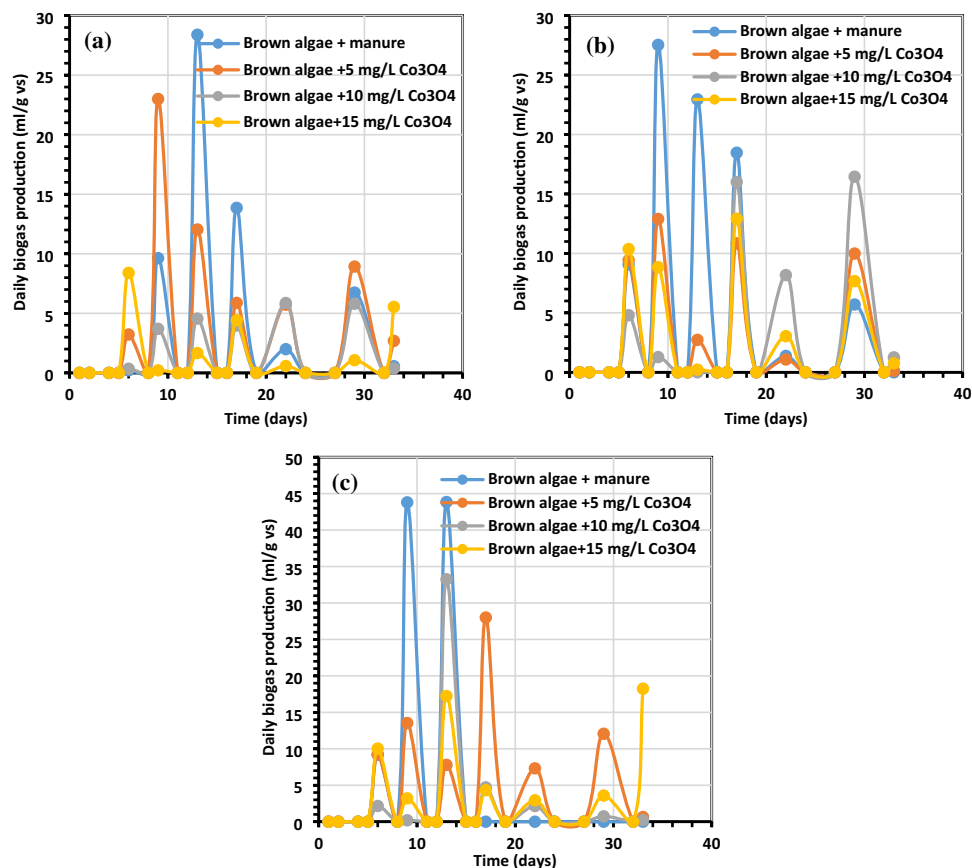 (a)
Brown algae + manure
Brown algae +5 mg/L Co3O4
Brown algae +10 mg/L Co3O4
Brown algae+15 mg/L Co3O4
Daily biogas production (ml/g vs)
30
25
20
15
10
5
0
0 10 20 30 40
Time (days)
(b)
Brown algae + manure
Brown algae +5 mg/L Co3O4
Brown algae +10 mg/L Co3O4
Brown algae+15 mg/L Co3O4
Daily biogas production (ml/g vs)
30
25
20
15
10
5
0
0 10 20 30 40
Time (days)
(c)
Brown algae + manure
Brown algae +5 mg/L Co3O4
Brown algae +10 mg/L Co3O4
Brown algae+15 mg/L Co3O4
Daily biogas production (ml/g vs)
50
45
40
35
30
25
20
15
10
5
0
0 10 20 30 40
Time (days)